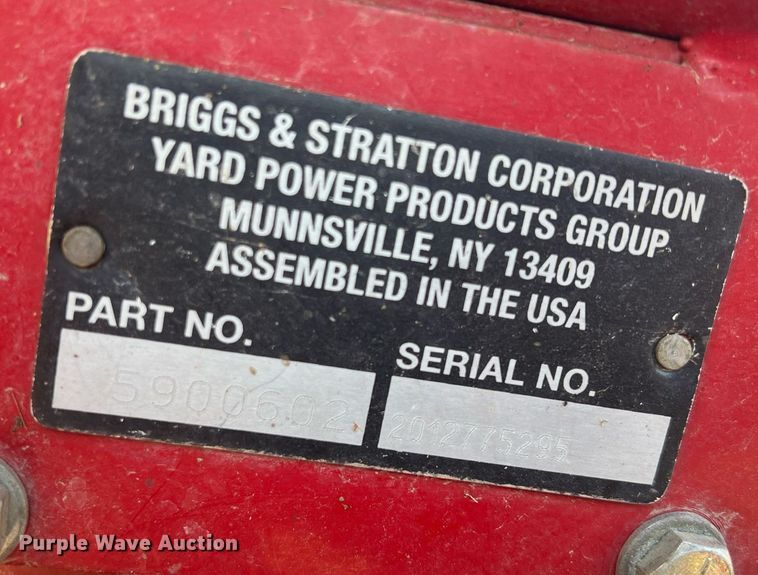 BRIGGS & STRATTON CORPORATION
YARD POWER PRODUCTS GROUP
MUNNSVILLE, NY 13409
ASSEMBLED IN THE USA
PART NO.
5900602
SERIAL NO.
2012775295
Purple Wave Auction